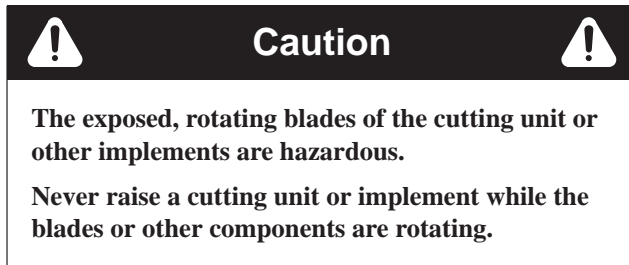 Caution
The exposed, rotating blades of the cutting unit or
other implements are hazardous.
Never raise a cutting unit or implement while the
blades or other components are rotating.